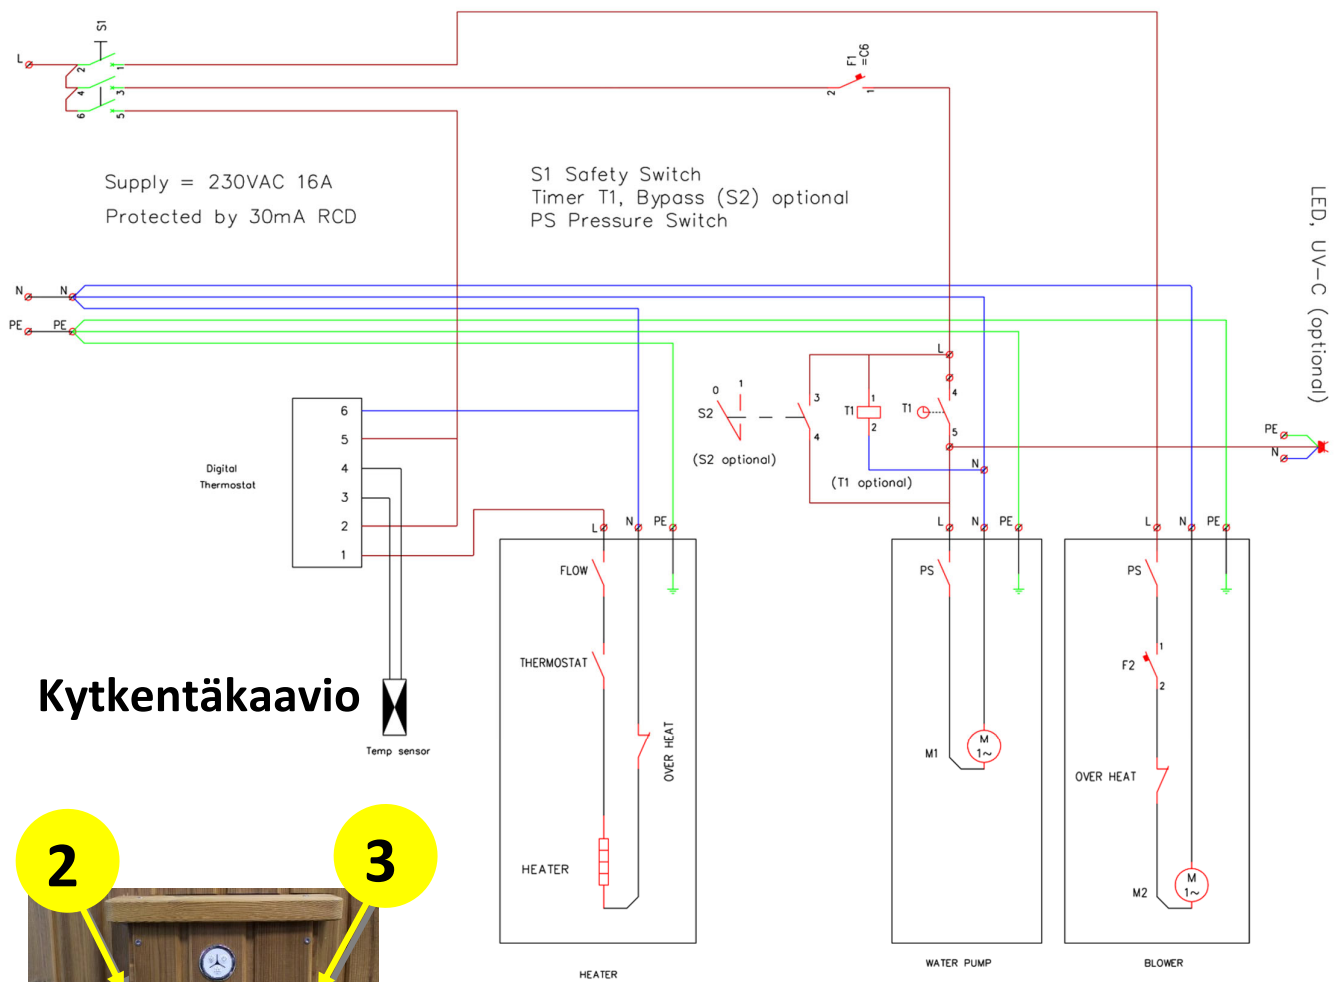 S1
L
2
1
4
3
6
5
F1
=C6
2
1
Supply = 230VAC 16A
Protected by 30mA RCD
S1 Safety Switch
Timer T1, Bypass (S2) optional
PS Pressure Switch
LED, UV-C (optional)
N
N
PE
PE
L
0
1
S2
3
4
(S2 optional)
T1
1
2
(T1 optional)
T1
4
5
N
PE
N
Digital
Thermostat
6
5
4
3
2
1
Temp sensor
Kytkentäkaavio
L
N
PE
FLOW
THERMOSTAT
OVER HEAT
HEATER
HEATER
L
N
PE
PS
M1
M
1~
WATER PUMP
L
N
PE
PS
F2
1
2
OVER HEAT
M2
M
1~
BLOWER
2
3